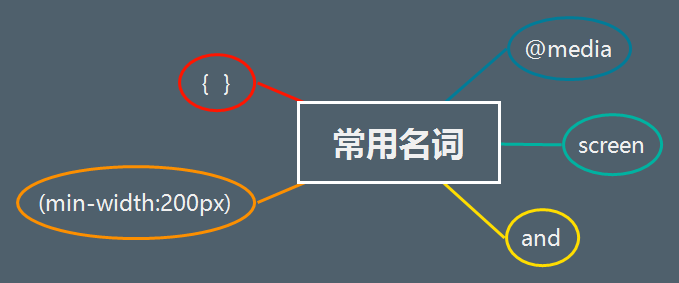 @media
{ }
常用名词
screen
(min-width:200px)
and